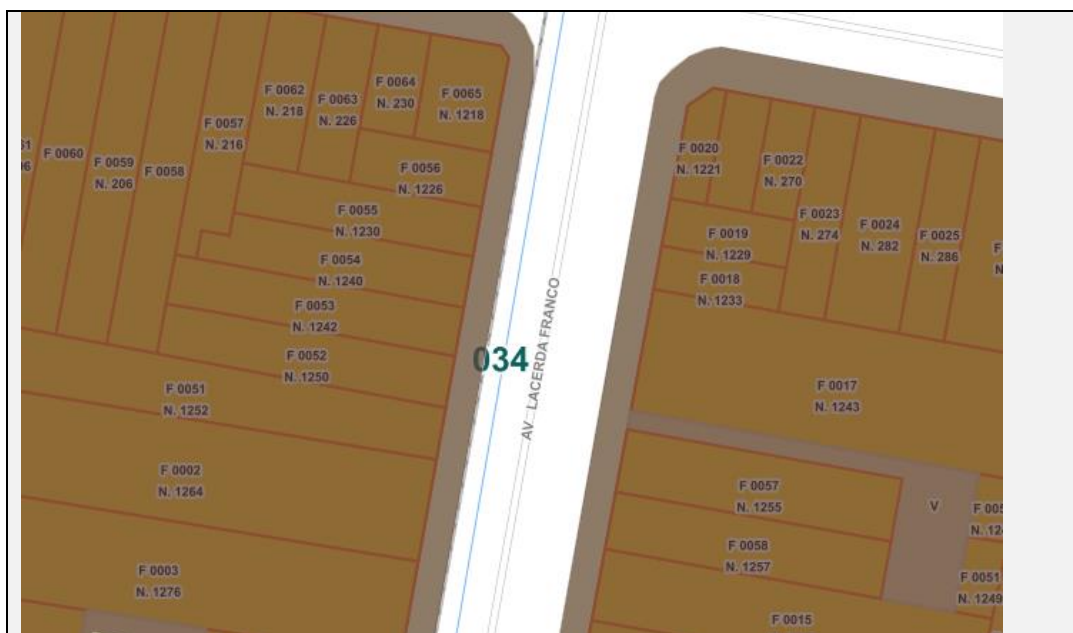 F 0062
N. 218
F 0063
N. 226
F 0064
N. 230
F 0065
N. 1218
F 0057
N. 216
F 0060
F 0059
N. 206
F 0058
F 0056
N. 1226
F 0055
N. 1230
F 0054
N. 1240
F 0053
N. 1242
F 0052
N. 1250
F 0051
N. 1252
F 0002
N. 1264
F 0003
N. 1276
034
AV. LACERDA FRANCO
F 0020
N. 1221
F 0022
N. 270
F 0023
N. 274
F 0024
N. 282
F 0025
N. 286
F 0019
N. 1229
F 0018
N. 1233
F 0017
N. 1243
F 0057
N. 1255
V
F 0058
N. 1257
F 0051
N. 1249
F 0015